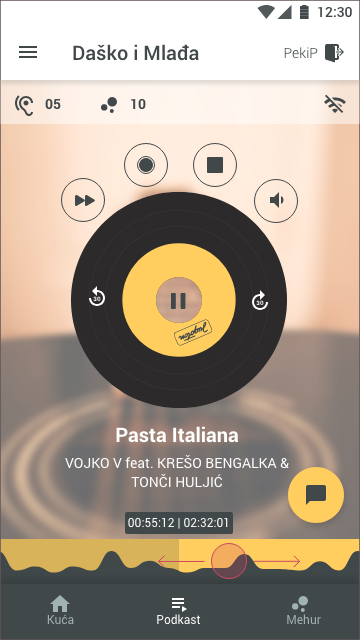 12:30
Daško i Mlađa
PekiP
05
10
30
30
Jugoton
Pasta Italiana
VOJKO V feat. KREŠO BENGALKA &
TONČI HULJIĆ
00:55:12 | 02:32:01
Kuća
Podkast
Mehur